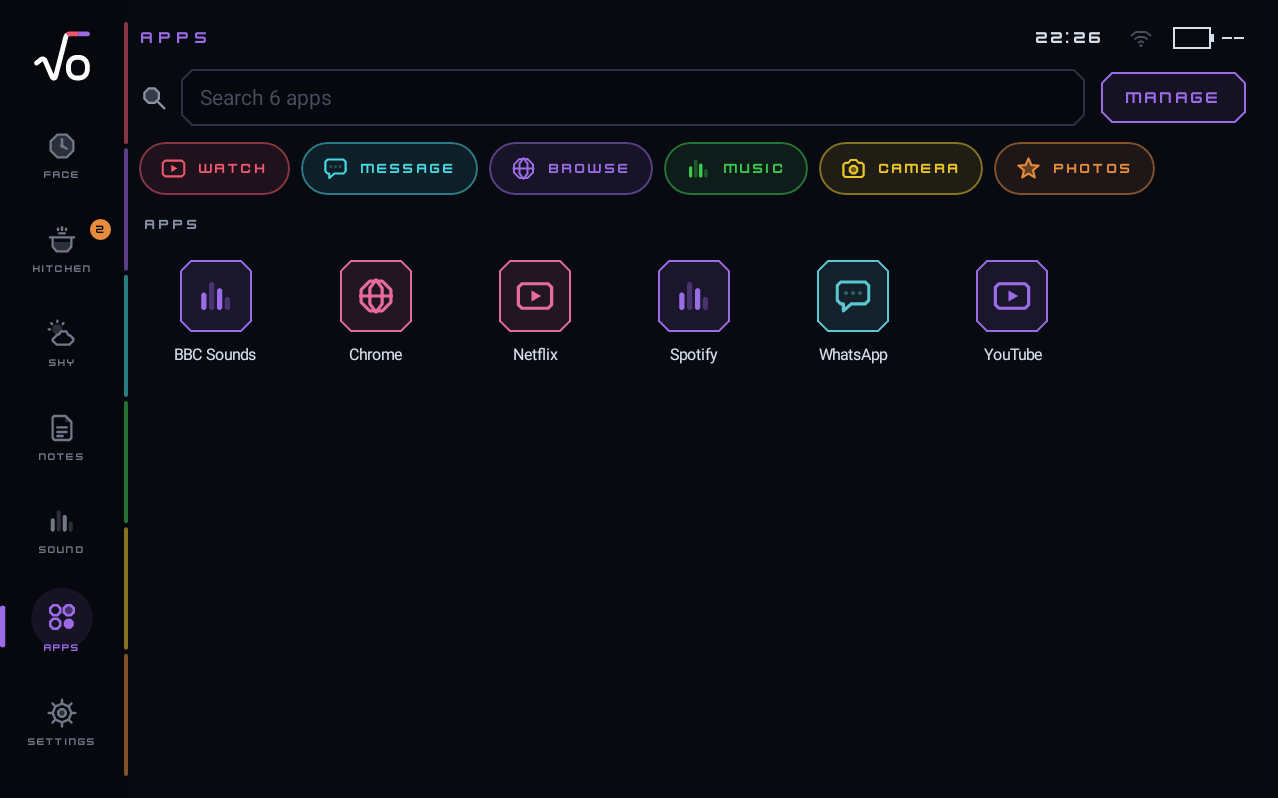 √o
APPS
22:26
--
Search 6 apps
MANAGE
WATCH
MESSAGE
BROWSE
MUSIC
CAMERA
PHOTOS
APPS
BBC Sounds
Chrome
Netflix
Spotify
WhatsApp
YouTube
FACE
2
KITCHEN
SKY
NOTES
SOUND
APPS
SETTINGS